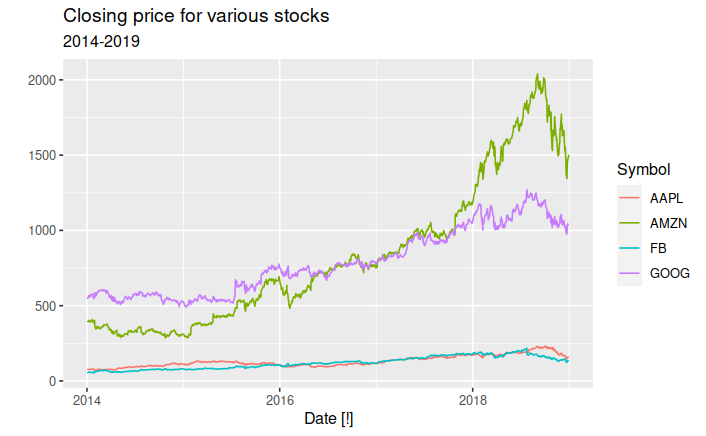 Closing price for various stocks
2014-2019
2000
1500
1000
500
0
2014 2016 2018
Date [!]
Symbol
AAPL
AMZN
FB
GOOG